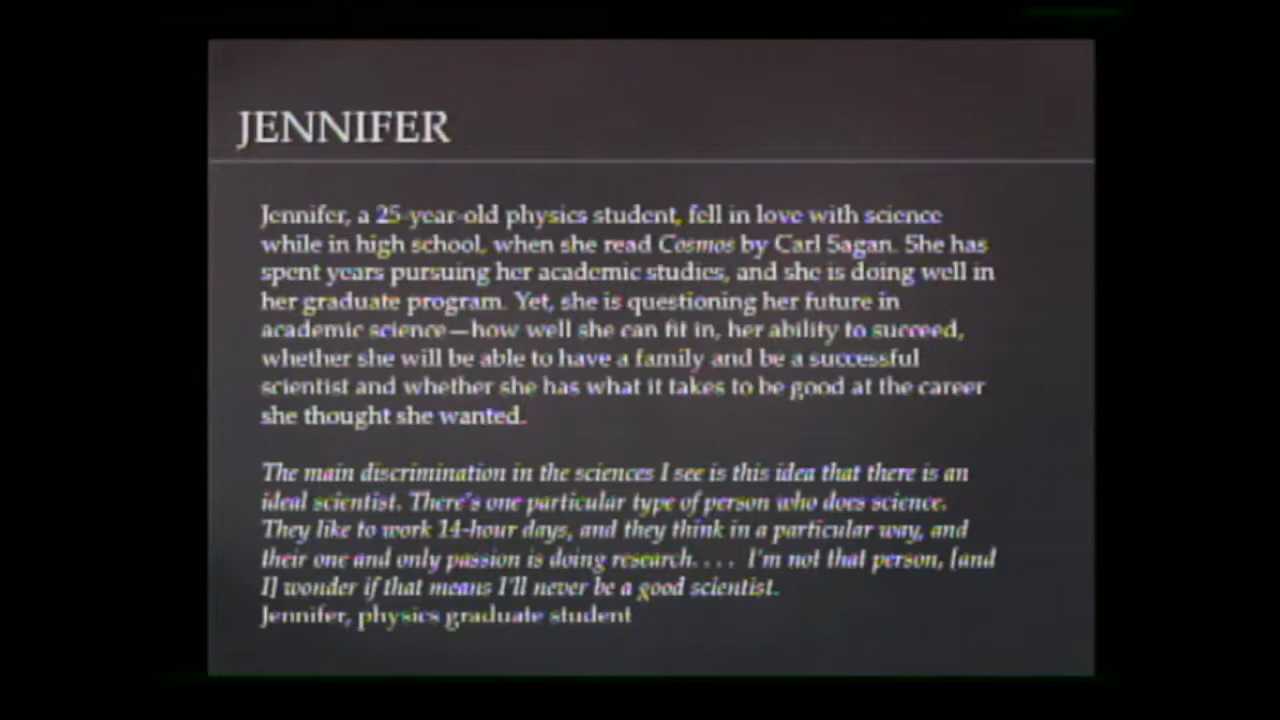 JENNIFER
Jennifer, a 25-year-old physics student, fell in love with science
while in high school, when she read Cosmos by Carl Sagan. She has
spent years pursuing her academic studies, and she is doing well in
her graduate program. Yet, she is questioning her future in
academic science—how well she can fit in, her ability to succeed,
whether she will be able to have a family and be a successful
scientist and whether she has what it takes to be good at the career
she thought she wanted.
The main discrimination in the sciences I see is this idea that there is an
ideal scientist. There's one particular type of person who does science.
They like to work 14-hour days, and they think in a particular way, and
their one and only passion is doing research. . . . I'm not that person, [and
I] wonder if that means I'll never be a good scientist.
Jennifer, physics graduate student